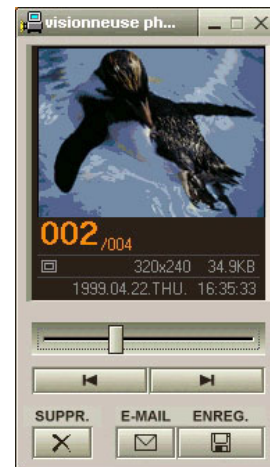 visionneuse ph...
002/004
320x240 34.9KB
1999.04.22.THU. 16:35:33
SUPPR. E-MAIL ENREG.